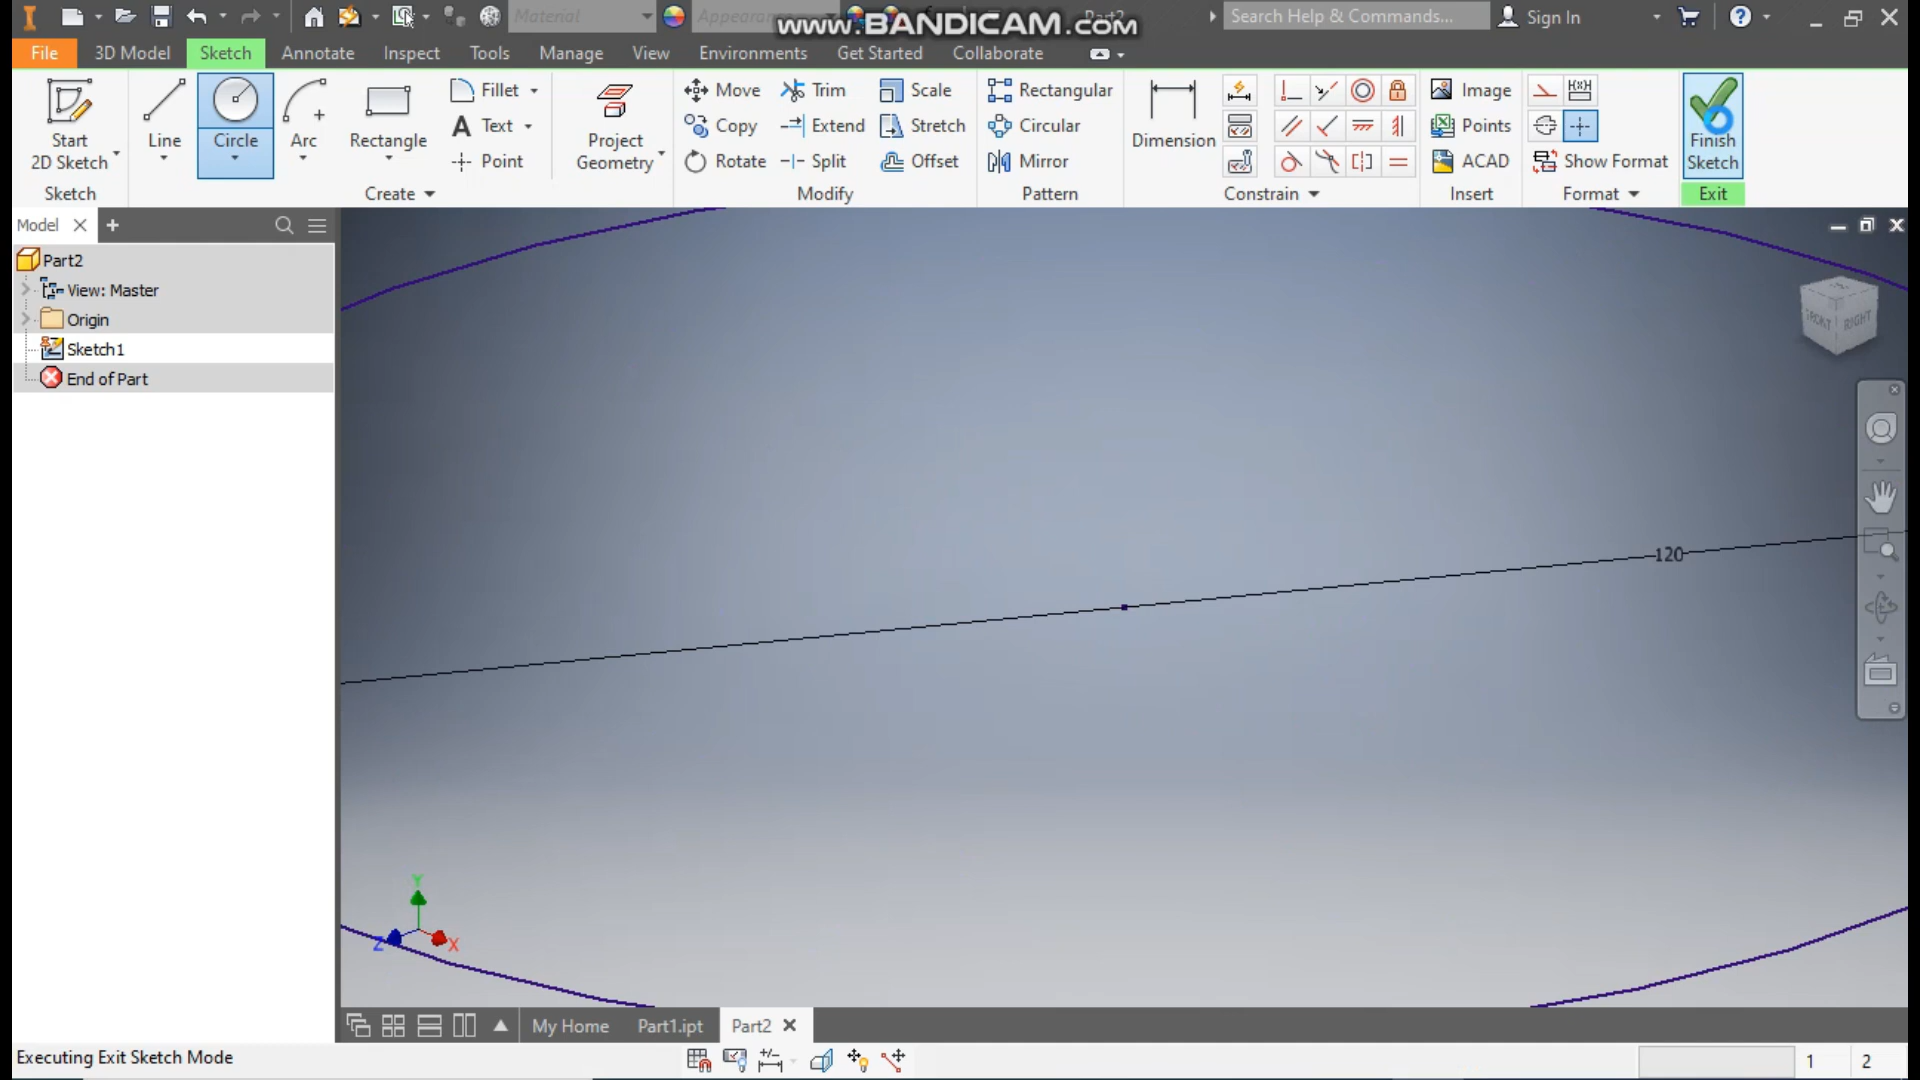 Material
Appearance
www.BANDICAM.com
Part2
Search Help & Commands...
Sign In
File
3D Model
Sketch
Annotate
Inspect
Tools
Manage
View
Environments
Get Started
Collaborate
Start
2D Sketch
Line
Circle
Arc
Rectangle
Fillet
Text
Point
Project
Geometry
Move
Copy
Rotate
Trim
Extend
Split
Scale
Stretch
Offset
Rectangular
Circular
Mirror
Dimension
Image
Points
ACAD
Show Format
Finish
Sketch
Sketch
Create
Modify
Pattern
Constrain
Insert
Format
Exit
Model
Part2
View: Master
Origin
Sketch1
End of Part
FRONT
RIGHT
120
Y
Z
X
My Home
Part1.ipt
Part2
Executing Exit Sketch Mode
1
2